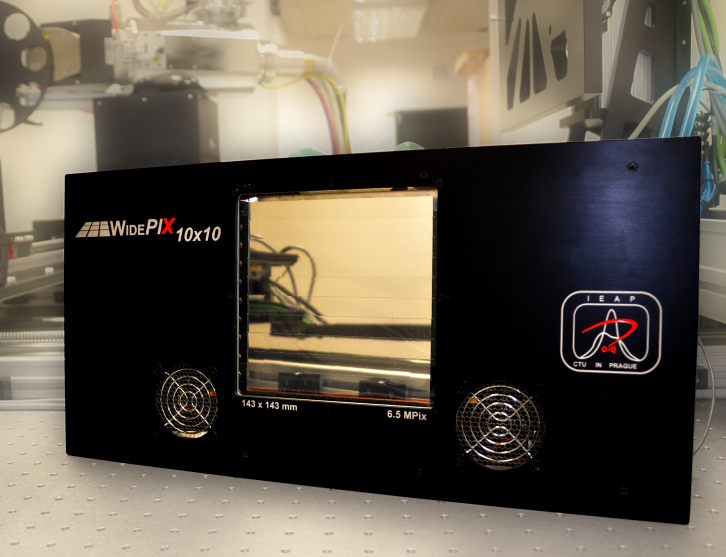 WIDEPIX 10x10
143 x 143 mm
6.5 MPix
IEAP
CTU IN PRAGUE